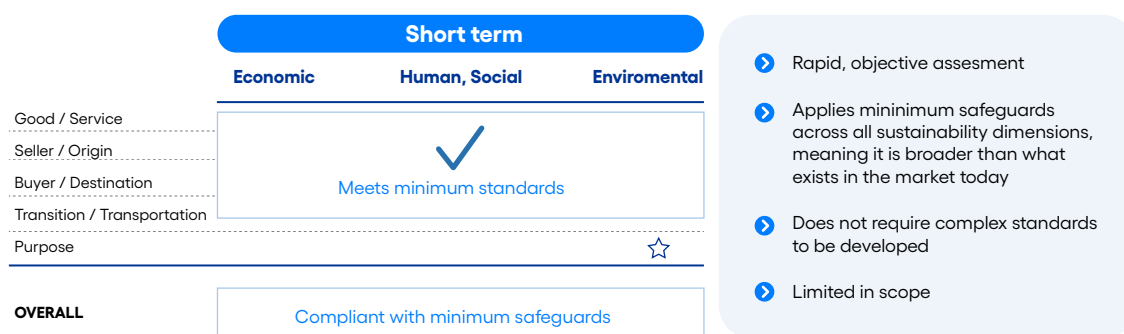 Short term
Economic
Human, Social
Enviromental
Good / Service
Seller / Origin
Buyer / Destination
Transition / Transportation
Purpose
Meets minimum standards
OVERALL
Compliant with minimum safeguards
Rapid, objective assesment
Applies mininimum safeguards
across all sustainability dimensions,
meaning it is broader than what
exists in the market today
Does not require complex standards
to be developed
Limited in scope